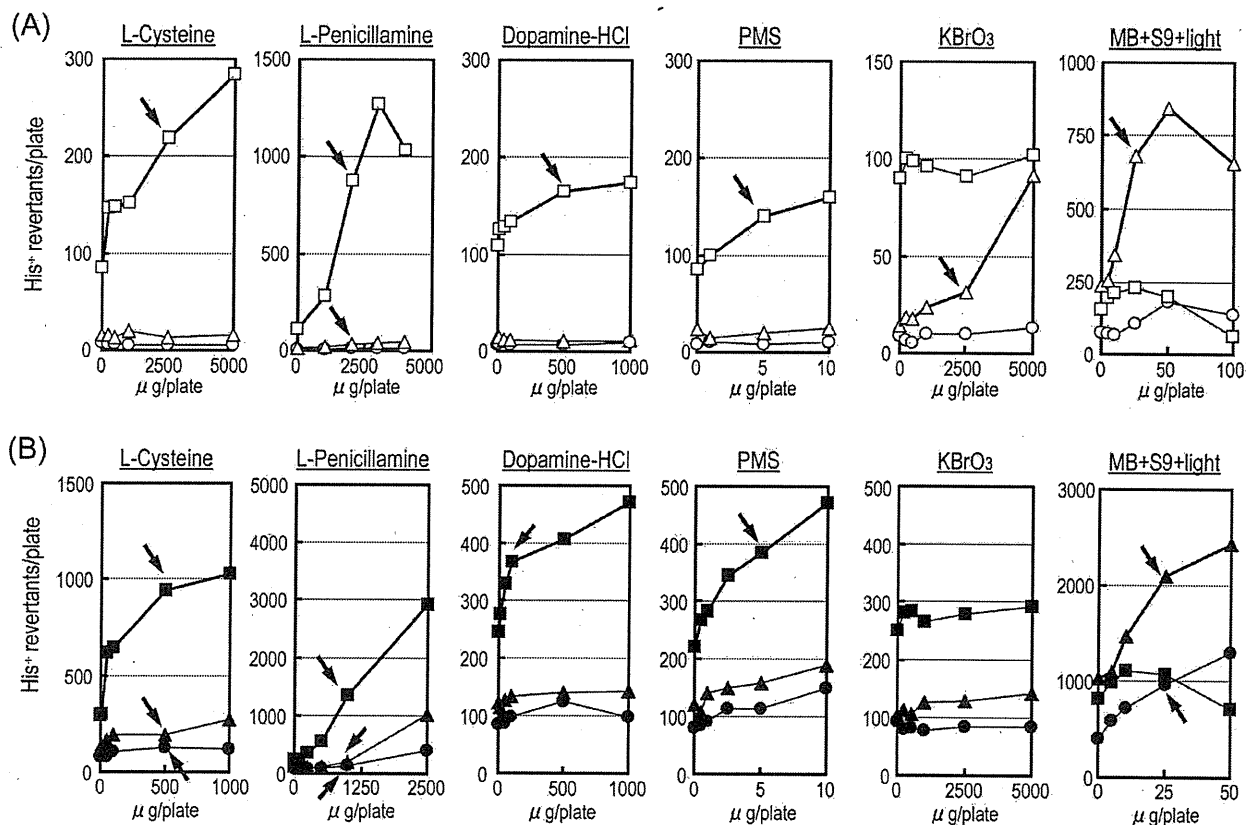 (A)
L-Cysteine L-Penicillamine Dopamine-HCl PMS KBrO₃ MB+S9+light
His⁺ revertants/plate
300 200 100 0
0 2500 5000
μ g/plate
1500 1000 500 0
0 2500 5000
μ g/plate
300 200 100 0
0 500 1000
μ g/plate
300 200 100 0
0 5 10
μ g/plate
150 100 50 0
0 2500 5000
μ g/plate
1000 750 500 250 0
0 50 100
μ g/plate
(B)
L-Cysteine L-Penicillamine Dopamine-HCl PMS KBrO₃ MB+S9+light
His⁺ revertants/plate
1500 1000 500 0
0 500 1000
μ g/plate
5000 4000 3000 2000 1000 0
0 1250 2500
μ g/plate
500 400 300 200 100 0
0 500 1000
μ g/plate
500 400 300 200 100 0
0 5 10
μ g/plate
500 400 300 200 100 0
0 2500 5000
μ g/plate
3000 2000 1000 0
0 25 50
μ g/plate